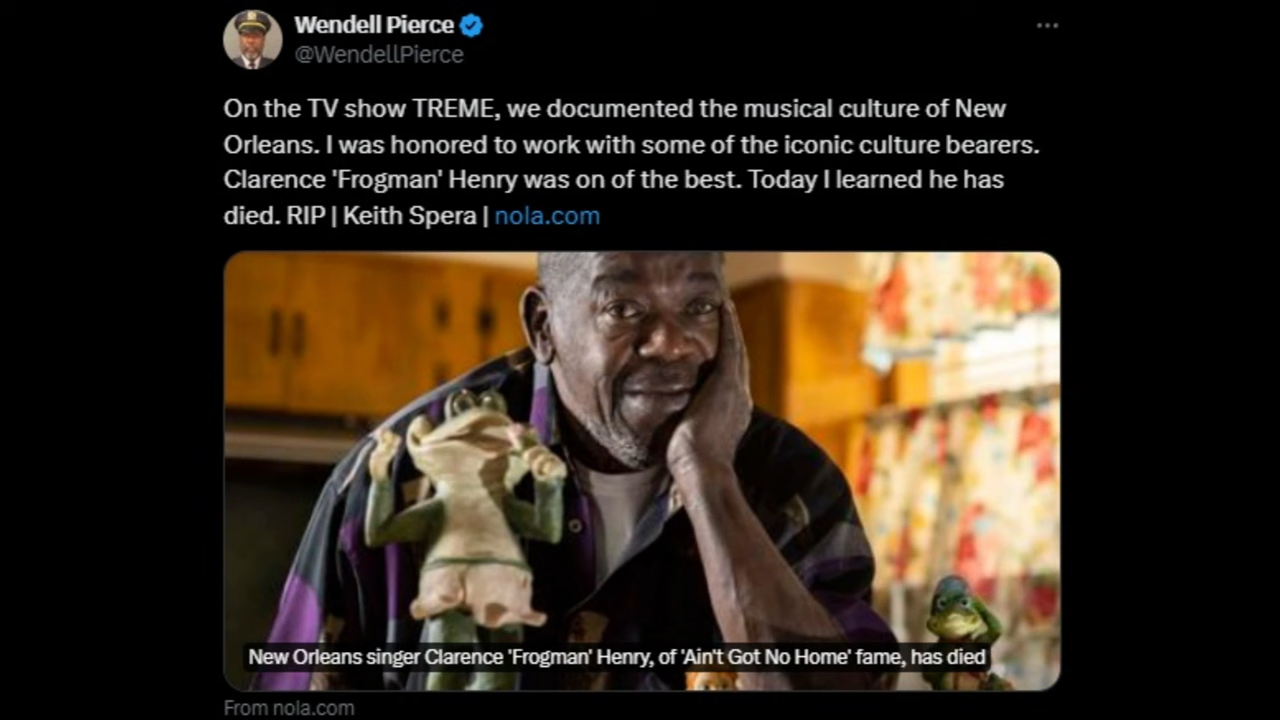 Wendell Pierce
@WendellPierce
On the TV show TREME, we documented the musical culture of New
Orleans. I was honored to work with some of the iconic culture bearers.
Clarence 'Frogman' Henry was on of the best. Today I learned he has
died. RIP | Keith Spera | nola.com
New Orleans singer Clarence 'Frogman' Henry, of 'Ain't Got No Home' fame, has died
From nola.com